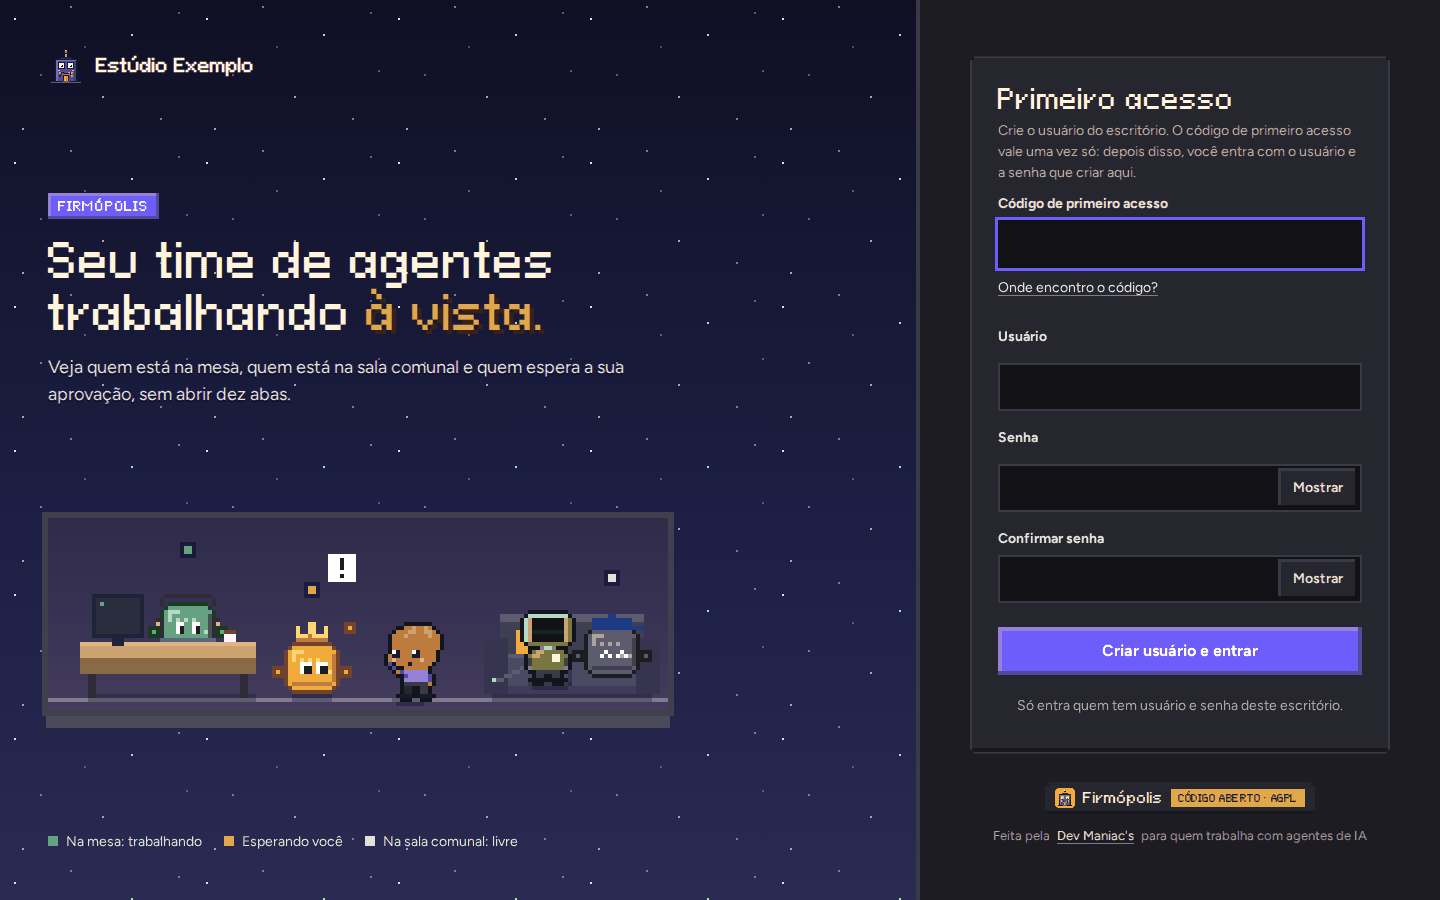 Estúdio Exemplo
FIRMÓPOLIS
Seu time de agentes
trabalhando à vista.
Veja quem está na mesa, quem está na sala comunal e quem espera a sua
aprovação, sem abrir dez abas.
!
Na mesa: trabalhando
Esperando você
Na sala comunal: livre
Primeiro acesso
Crie o usuário do escritório. O código de primeiro acesso
vale uma vez só: depois disso, você entra com o usuário e
a senha que criar aqui.
Código de primeiro acesso
Onde encontro o código?
Usuário
Senha
Mostrar
Confirmar senha
Mostrar
Criar usuário e entrar
Só entra quem tem usuário e senha deste escritório.
Firmópolis CÓDIGO ABERTO · AGPL
Feita pela Dev Maniac's para quem trabalha com agentes de IA